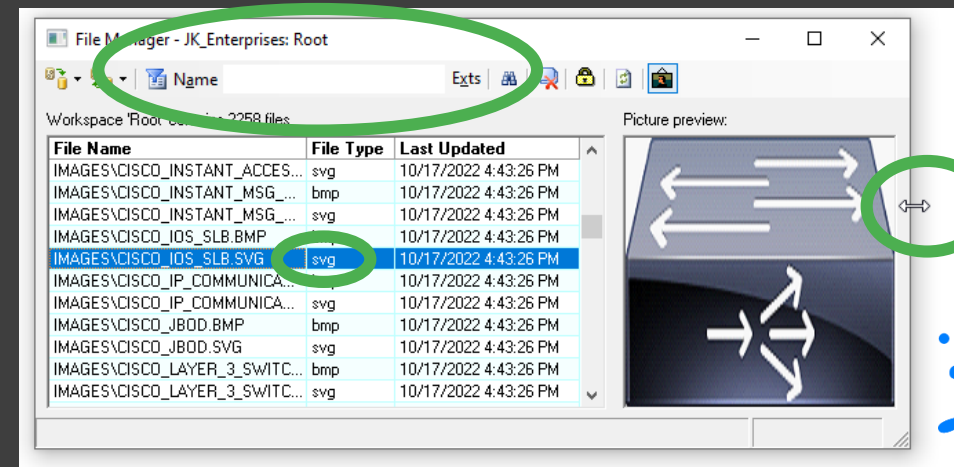 File Manager - JK_Enterprises: Root
Name Exts
Workspace 'Root' contains 2258 files
Picture preview:
File Name File Type Last Updated
IMAGES\CISCO_INSTANT_ACCES... svg 10/17/2022 4:43:26 PM
IMAGES\CISCO_INSTANT_MSG_... bmp 10/17/2022 4:43:26 PM
IMAGES\CISCO_INSTANT_MSG_... svg 10/17/2022 4:43:26 PM
IMAGES\CISCO_IOS_SLB.BMP 10/17/2022 4:43:26 PM
IMAGES\CISCO_IOS_SLB.SVG svg 10/17/2022 4:43:26 PM
IMAGES\CISCO_IP_COMMUNICA... 10/17/2022 4:43:26 PM
IMAGES\CISCO_IP_COMMUNICA... svg 10/17/2022 4:43:26 PM
IMAGES\CISCO_JBOD.BMP bmp 10/17/2022 4:43:26 PM
IMAGES\CISCO_JBOD.SVG svg 10/17/2022 4:43:26 PM
IMAGES\CISCO_LAYER_3_SWITC... bmp 10/17/2022 4:43:26 PM
IMAGES\CISCO_LAYER_3_SWITC... svg 10/17/2022 4:43:26 PM